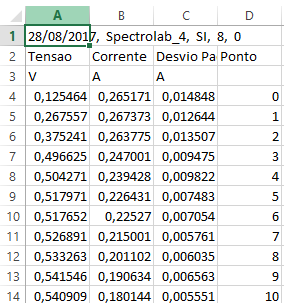 A B C D
1 28/08/2017, Spectrolab_4, SI, 8, 0
2 Tensao Corrente Desvio Pa Ponto
3 V A A
4 0,125464 0,265171 0,014848 0
5 0,267557 0,267373 0,012644 1
6 0,375241 0,263775 0,013507 2
7 0,496625 0,247001 0,009475 3
8 0,504271 0,239428 0,009822 4
9 0,517971 0,226431 0,007483 5
10 0,517652 0,22527 0,007054 6
11 0,526891 0,215001 0,005761 7
12 0,533263 0,201102 0,006035 8
13 0,541546 0,190634 0,006563 9
14 0,540909 0,180144 0,005551 10